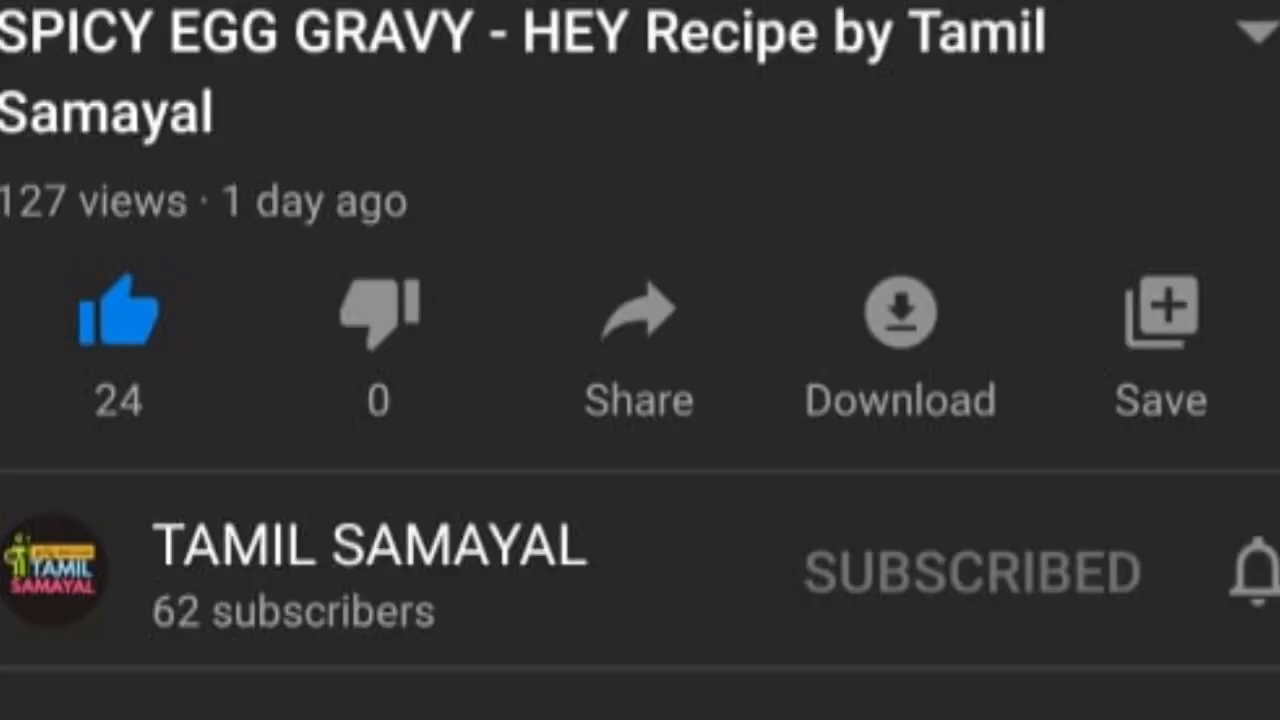 SPICY EGG GRAVY - HEY Recipe by Tamil
Samayal
127 views · 1 day ago
24
0
Share
Download
Save
TAMIL SAMAYAL
SUBSCRIBED
62 subscribers
TAMIL
SAMAYAL